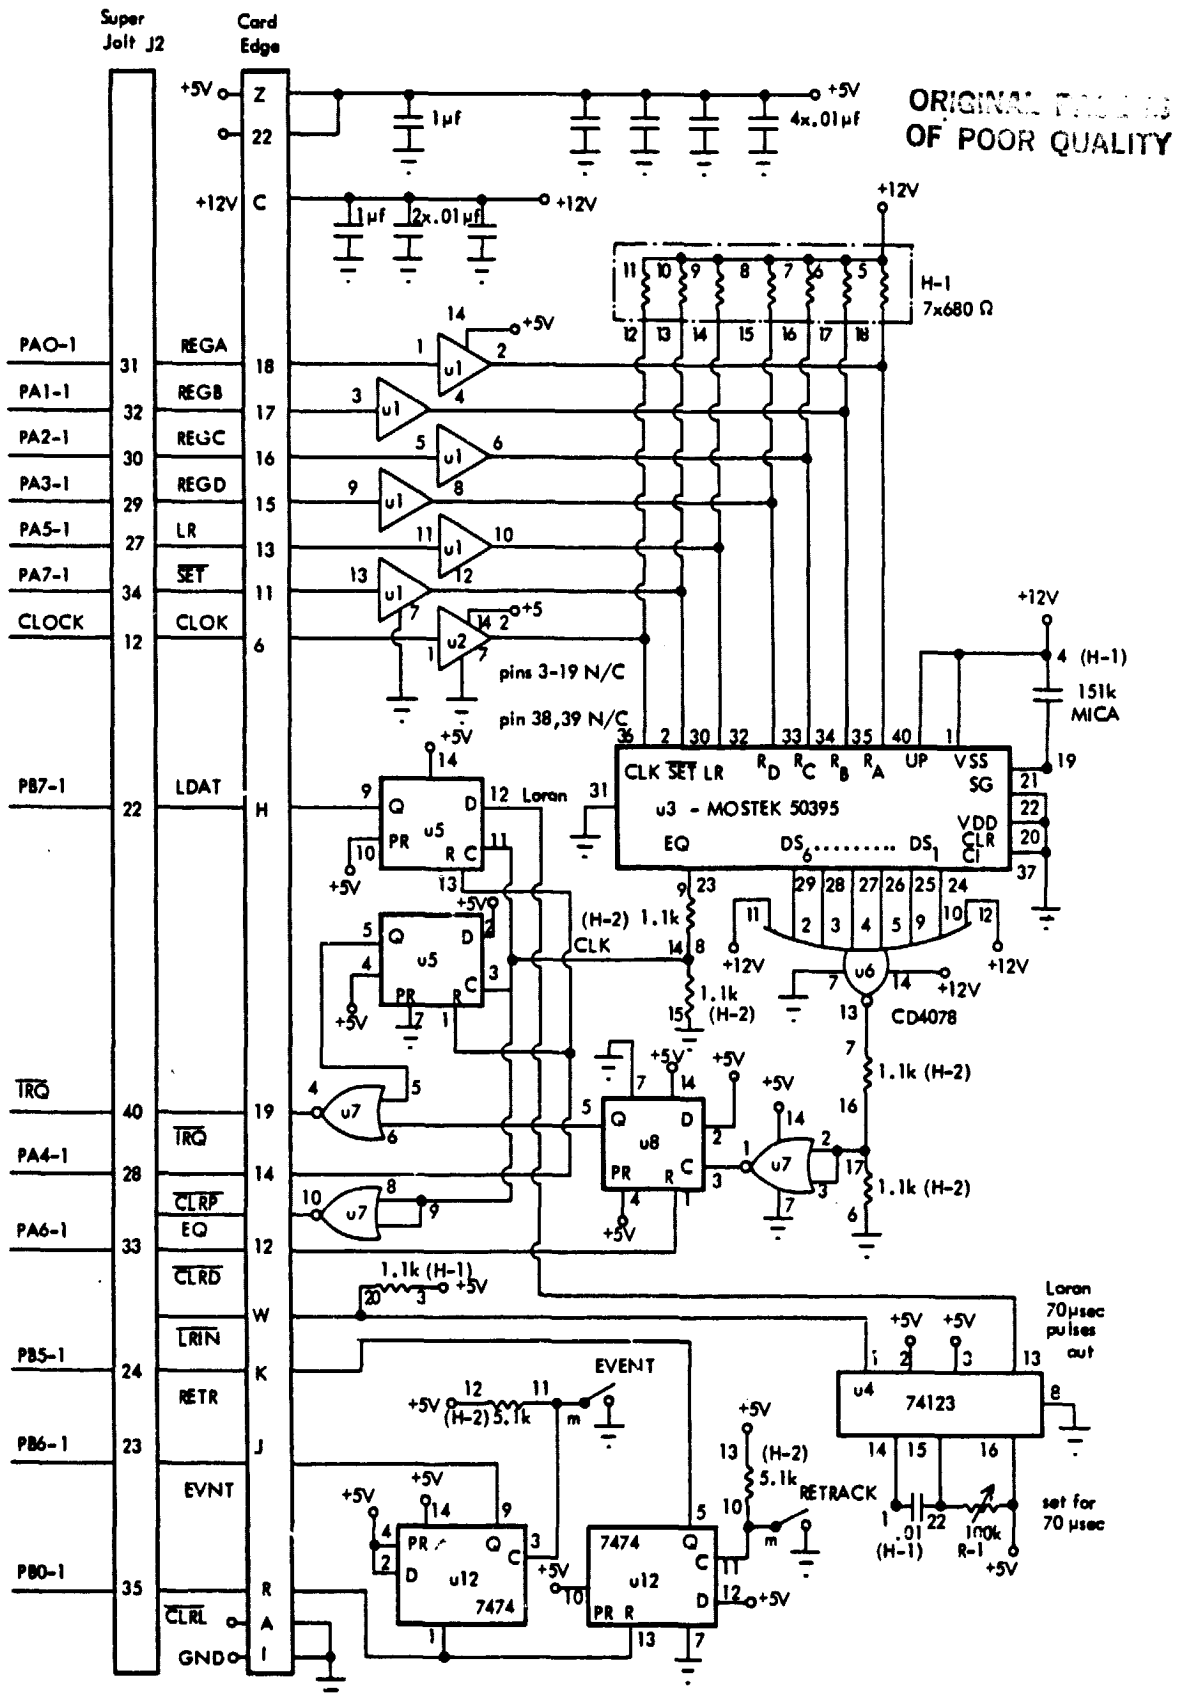 Super
Jolt J2
Card
Edge
+5V
Z
22
1µf
4x.01µf
+5V
ORIGINAL
OF POOR QUALITY
+12V
C
1µf
2x.01µf
+12V
+12V
11 10 9 8 7 6 5
H-1
7x680 Ω
12 13 14 15 16 17 18
PA0-1 31 REGA 18 1 u1 14 +5V 2
PA1-1 32 REGB 17 3 u1 4
PA2-1 30 REGC 16 5 u1 6
PA3-1 29 REGD 15 9 u1 8
PA5-1 27 LR 13 11 u1 10
PA7-1 34 SET 11 13 u1 12 7
CLOCK 12 CLOK 6 1 u2 14 2 +5 7
pins 3-19 N/C
pin 38,39 N/C
+12V
4 (H-1)
151k
MICA
19
36 2 30 32 33 34 35 40 1
CLK SET LR RD RC RB RA UP VSS
SG 21
31 u3 - MOSTEK 50395
VDD 22
CLR 20
CI 37
EQ DS6......... DS1
9 23
29 28 27 26 25 24
+5V
14
PB7-1 22 LDAT H 9 Q D 12 Loran
u5
PR R C 11
10 13
+5V
+5V
5 Q D 2
u5
4 C 3
PR R
7 1
+5V
(H-2) 1.1k
CLK 14 8
1.1k
15 (H-2)
11 2 3 4 5 9 10 12
+12V
+12V
u6
7 14
+12V
13 CD4078
7
1.1k (H-2)
16
17
1.1k (H-2)
6
IRQ 40 19 4 u7 5
6
IRQ
PA4-1 28 14
CLRP
10 u7 8
9
EQ
PA6-1 33 12
CLRD
+5V +5V
7 14
5 Q D 2
u8
PR R C 3
4 1
+5V
+5V
14
1 u7 2
3
7
1.1k (H-1)
20 3 +5V
W
LRIN
PB5-1 24 K
RETR
PB6-1 23 J
EVNT
Loran
70µsec
pulses
out
+5V +5V
1 2 3 13
u4
74123
8
14 15 16
1 .01 22 100k
(H-1) R-1
+5V
set for
70 µsec
EVENT
+5V 12 11
(H-2) 5.1k m
+5V
+5V
14 9
4 PR Q 3
C
2 D u12
7474
1
+5V
13 (H-2)
5.1k
10 RETRACK
m
5
7474 Q
C 11
+5V
10 u12
D 12 +5V
PR R
13 7
PB0-1 35 R
CLRL A
GND I